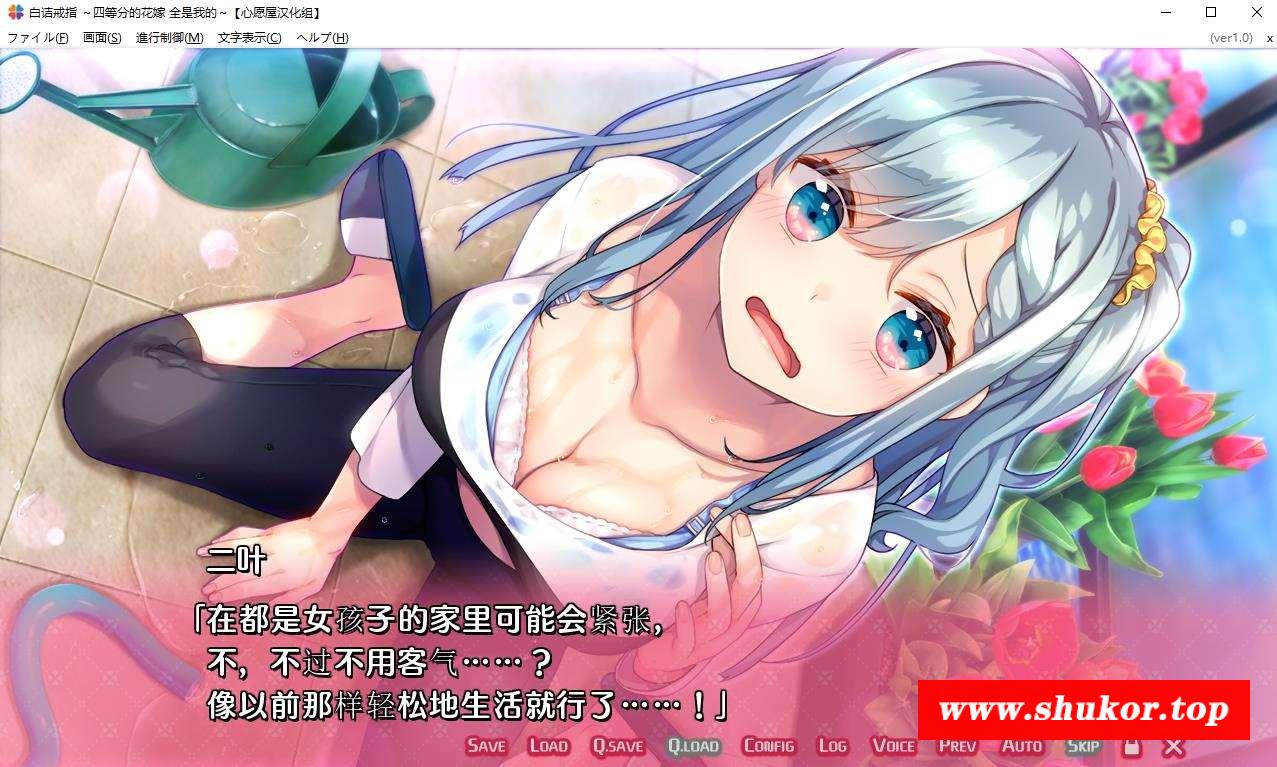 白诘戒指 ～四等分的花嫁 全是我的～【心愿屋汉化组】
ファイル(F) 画面(S) 進行制御(M) 文字表示(C) ヘルプ(H) (ver1.0) x
二叶
「在都是女孩子的家里可能会紧张，
不，不过不用客气……？
像以前那样轻松地生活就行了……！」
www.shukor.top
SAVE LOAD Q.SAVE Q.LOAD CONFIG LOG VOICE PREV AUTO SKIP